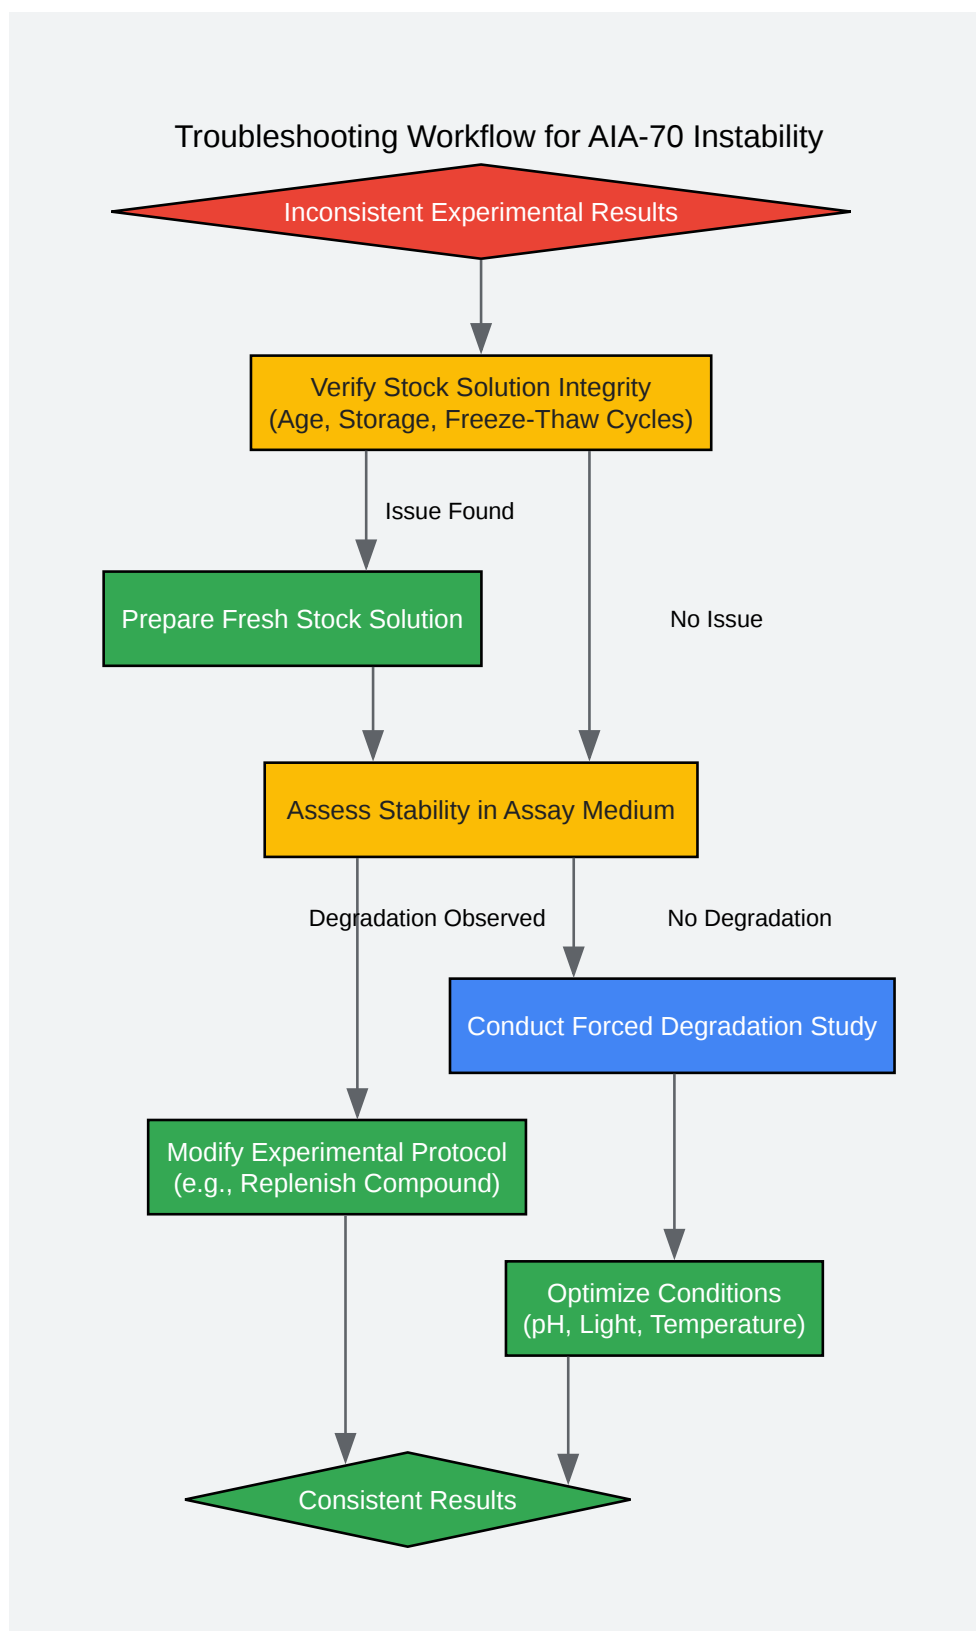 Troubleshooting Workflow for AIA-70 Instability
Inconsistent Experimental Results
Verify Stock Solution Integrity
(Age, Storage, Freeze-Thaw Cycles)
Issue Found
Prepare Fresh Stock Solution
No Issue
Assess Stability in Assay Medium
Degradation Observed
No Degradation
Conduct Forced Degradation Study
Modify Experimental Protocol
(e.g., Replenish Compound)
Optimize Conditions
(pH, Light, Temperature)
Consistent Results